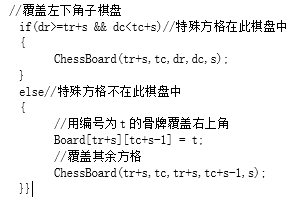 //覆盖左下角子棋盘
if(dr>=tr+s && dc<tc+s)//特殊方格在此棋盘中
{
ChessBoard(tr+s,tc,dr,dc,s);
}
else//特殊方格不在此棋盘中
{
//用编号为t的骨牌覆盖右上角
Board[tr+s][tc+s-1] = t;
//覆盖其余方格
ChessBoard(tr+s,tc,tr+s,tc+s-1,s);
}}